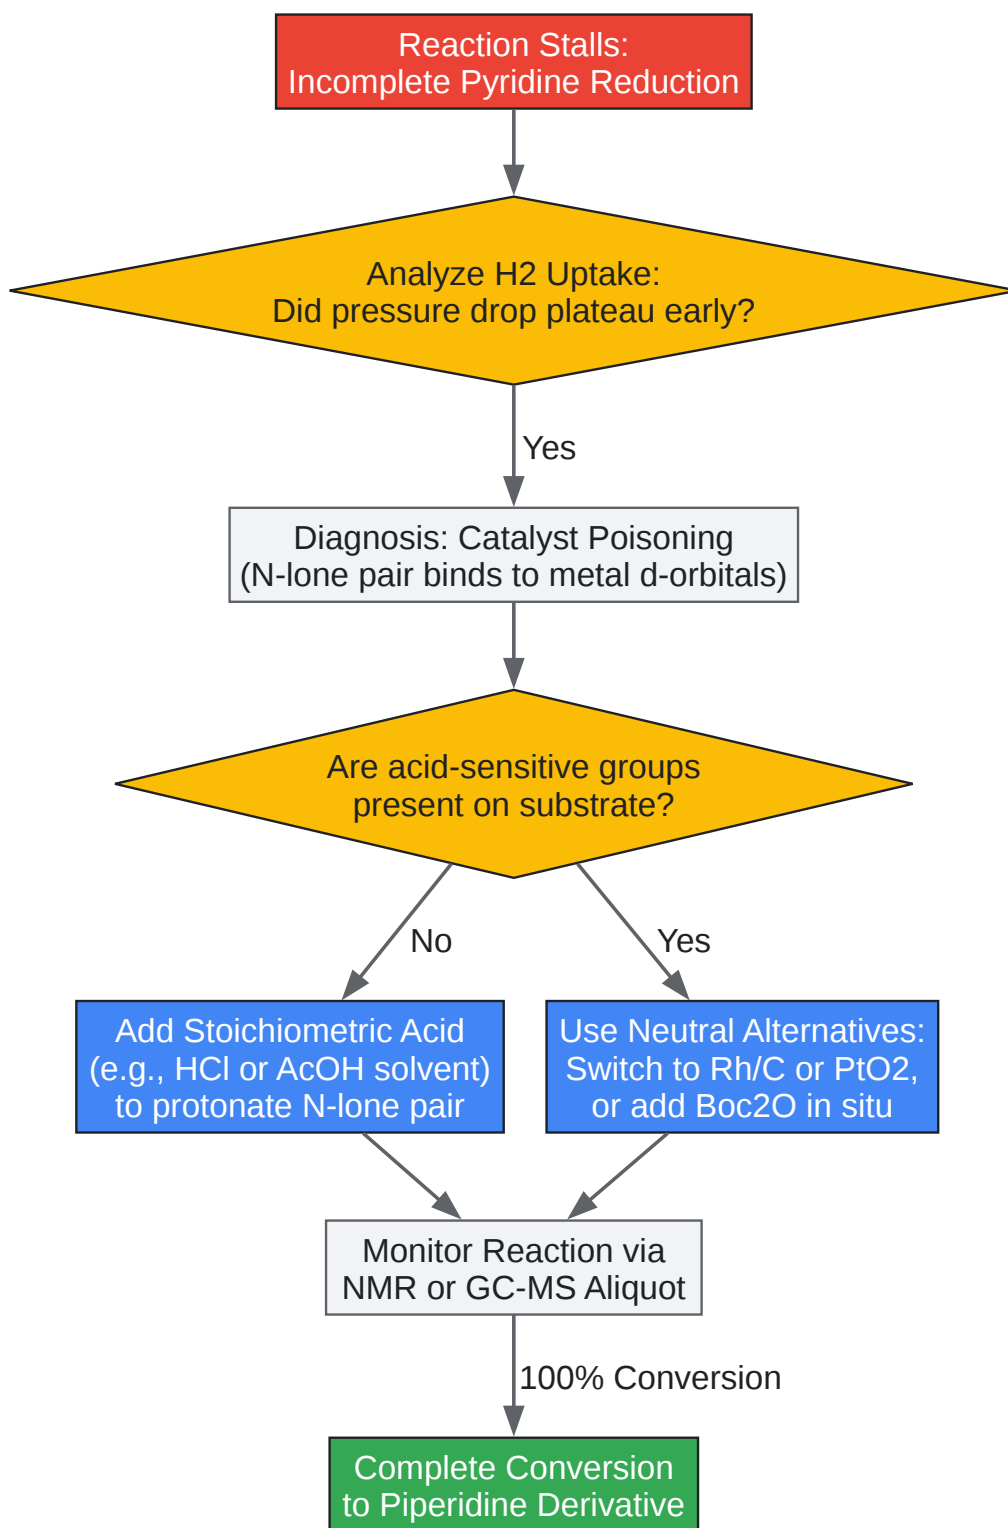 Reaction Stalls:
Incomplete Pyridine Reduction
Analyze H2 Uptake:
Did pressure drop plateau early?
Yes
Diagnosis: Catalyst Poisoning
(N-lone pair binds to metal d-orbitals)
Are acid-sensitive groups
present on substrate?
No
Yes
Add Stoichiometric Acid
(e.g., HCl or AcOH solvent)
to protonate N-lone pair
Use Neutral Alternatives:
Switch to Rh/C or PtO2,
or add Boc2O in situ
Monitor Reaction via
NMR or GC-MS Aliquot
100% Conversion
Complete Conversion
to Piperidine Derivative